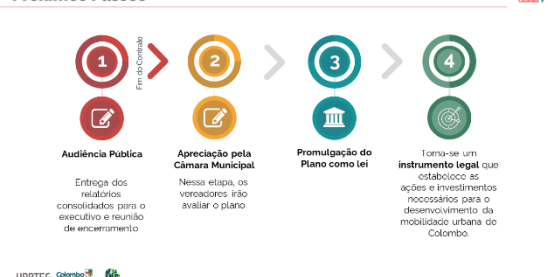 1
Fim do Contrato
2
3
4
Audiência Pública
Entrega dos
relatórios
consolidados para o
executivo e reunião
de encerramento
Apreciação pela
Câmara Municipal
Nessa etapa, os
vereadores irão
avaliar o plano
Promulgação do
Plano como lei
Torna-se um
instrumento legal que
estabelece as
ações e investimentos
necessários para o
desenvolvimento da
mobilidade urbana de
Colombo.
URBTEC
Colombo